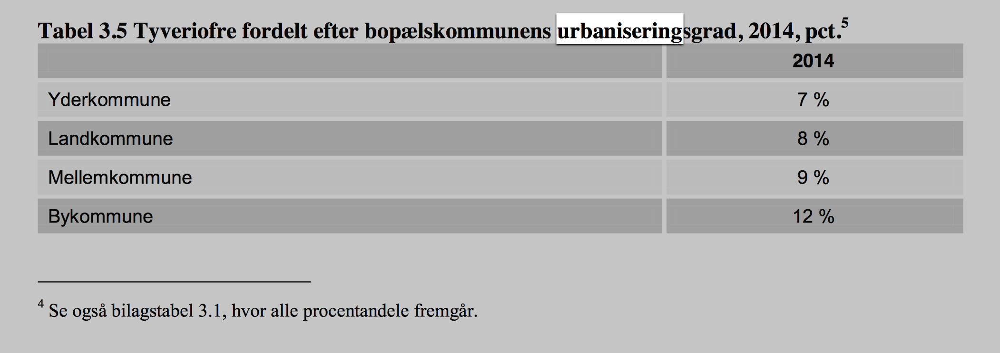 Tabel 3.5 Tyveriofre fordelt efter bopælskommunens urbaniseringsgrad, 2014, pct.5
2014
Yderkommune 7 %
Landkommune 8 %
Mellemkommune 9 %
Bykommune 12 %
4 Se også bilagstabel 3.1, hvor alle procentandele fremgår.